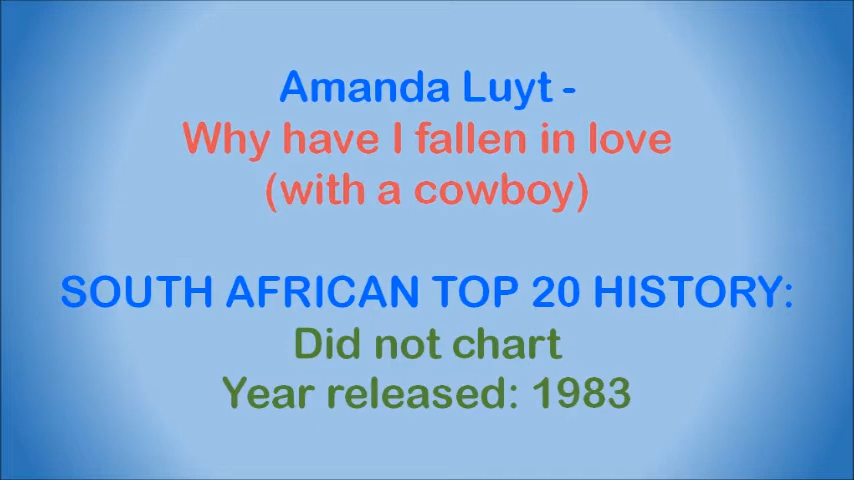 Amanda Luyt -
Why have I fallen in love
(with a cowboy)
SOUTH AFRICAN TOP 20 HISTORY:
Did not chart
Year released: 1983